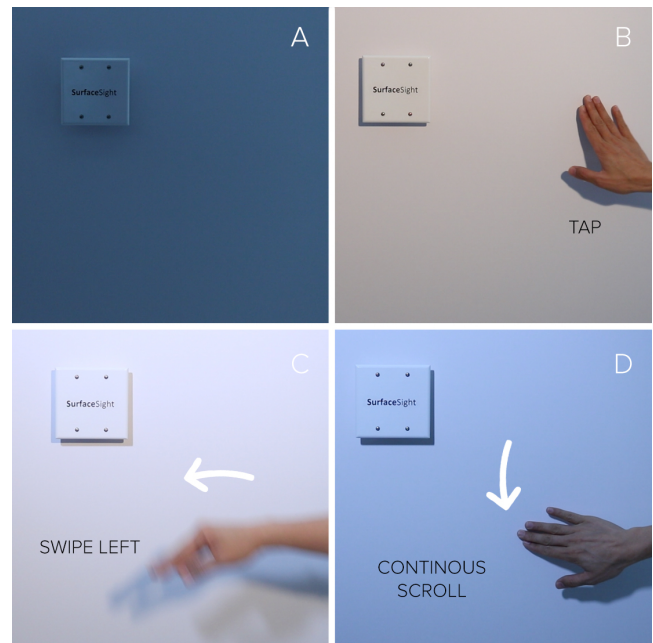 A
SurfaceSight
B
SurfaceSight
TAP
C
SurfaceSight
SWIPE LEFT
D
SurfaceSight
CONTINOUS
SCROLL